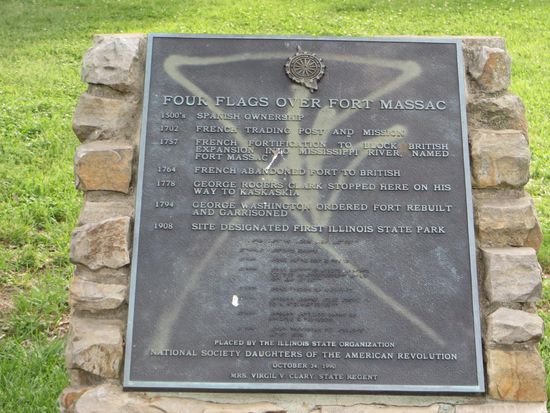 FOUR FLAGS OVER FORT MASSAC
1500's SPANISH OWNERSHIP
1702 FRENCH TRADING POST AND MISSION
1757 FRENCH FORTIFICATION TO BLOCK BRITISH
EXPANSION INTO MISSISSIPPI RIVER, NAMED
FORT MASSAC
1764 FRENCH ABANDONED FORT TO BRITISH
1778 GEORGE ROGERS CLARK STOPPED HERE ON HIS
WAY TO KASKASKIA
1794 GEORGE WASHINGTON ORDERED FORT REBUILT
AND GARRISONED
1908 SITE DESIGNATED FIRST ILLINOIS STATE PARK
PLACED BY THE ILLINOIS STATE ORGANIZATION
NATIONAL SOCIETY DAUGHTERS OF THE AMERICAN REVOLUTION
OCTOBER 24, 1990
MRS. VIRGIL V. CLARY, STATE REGENT